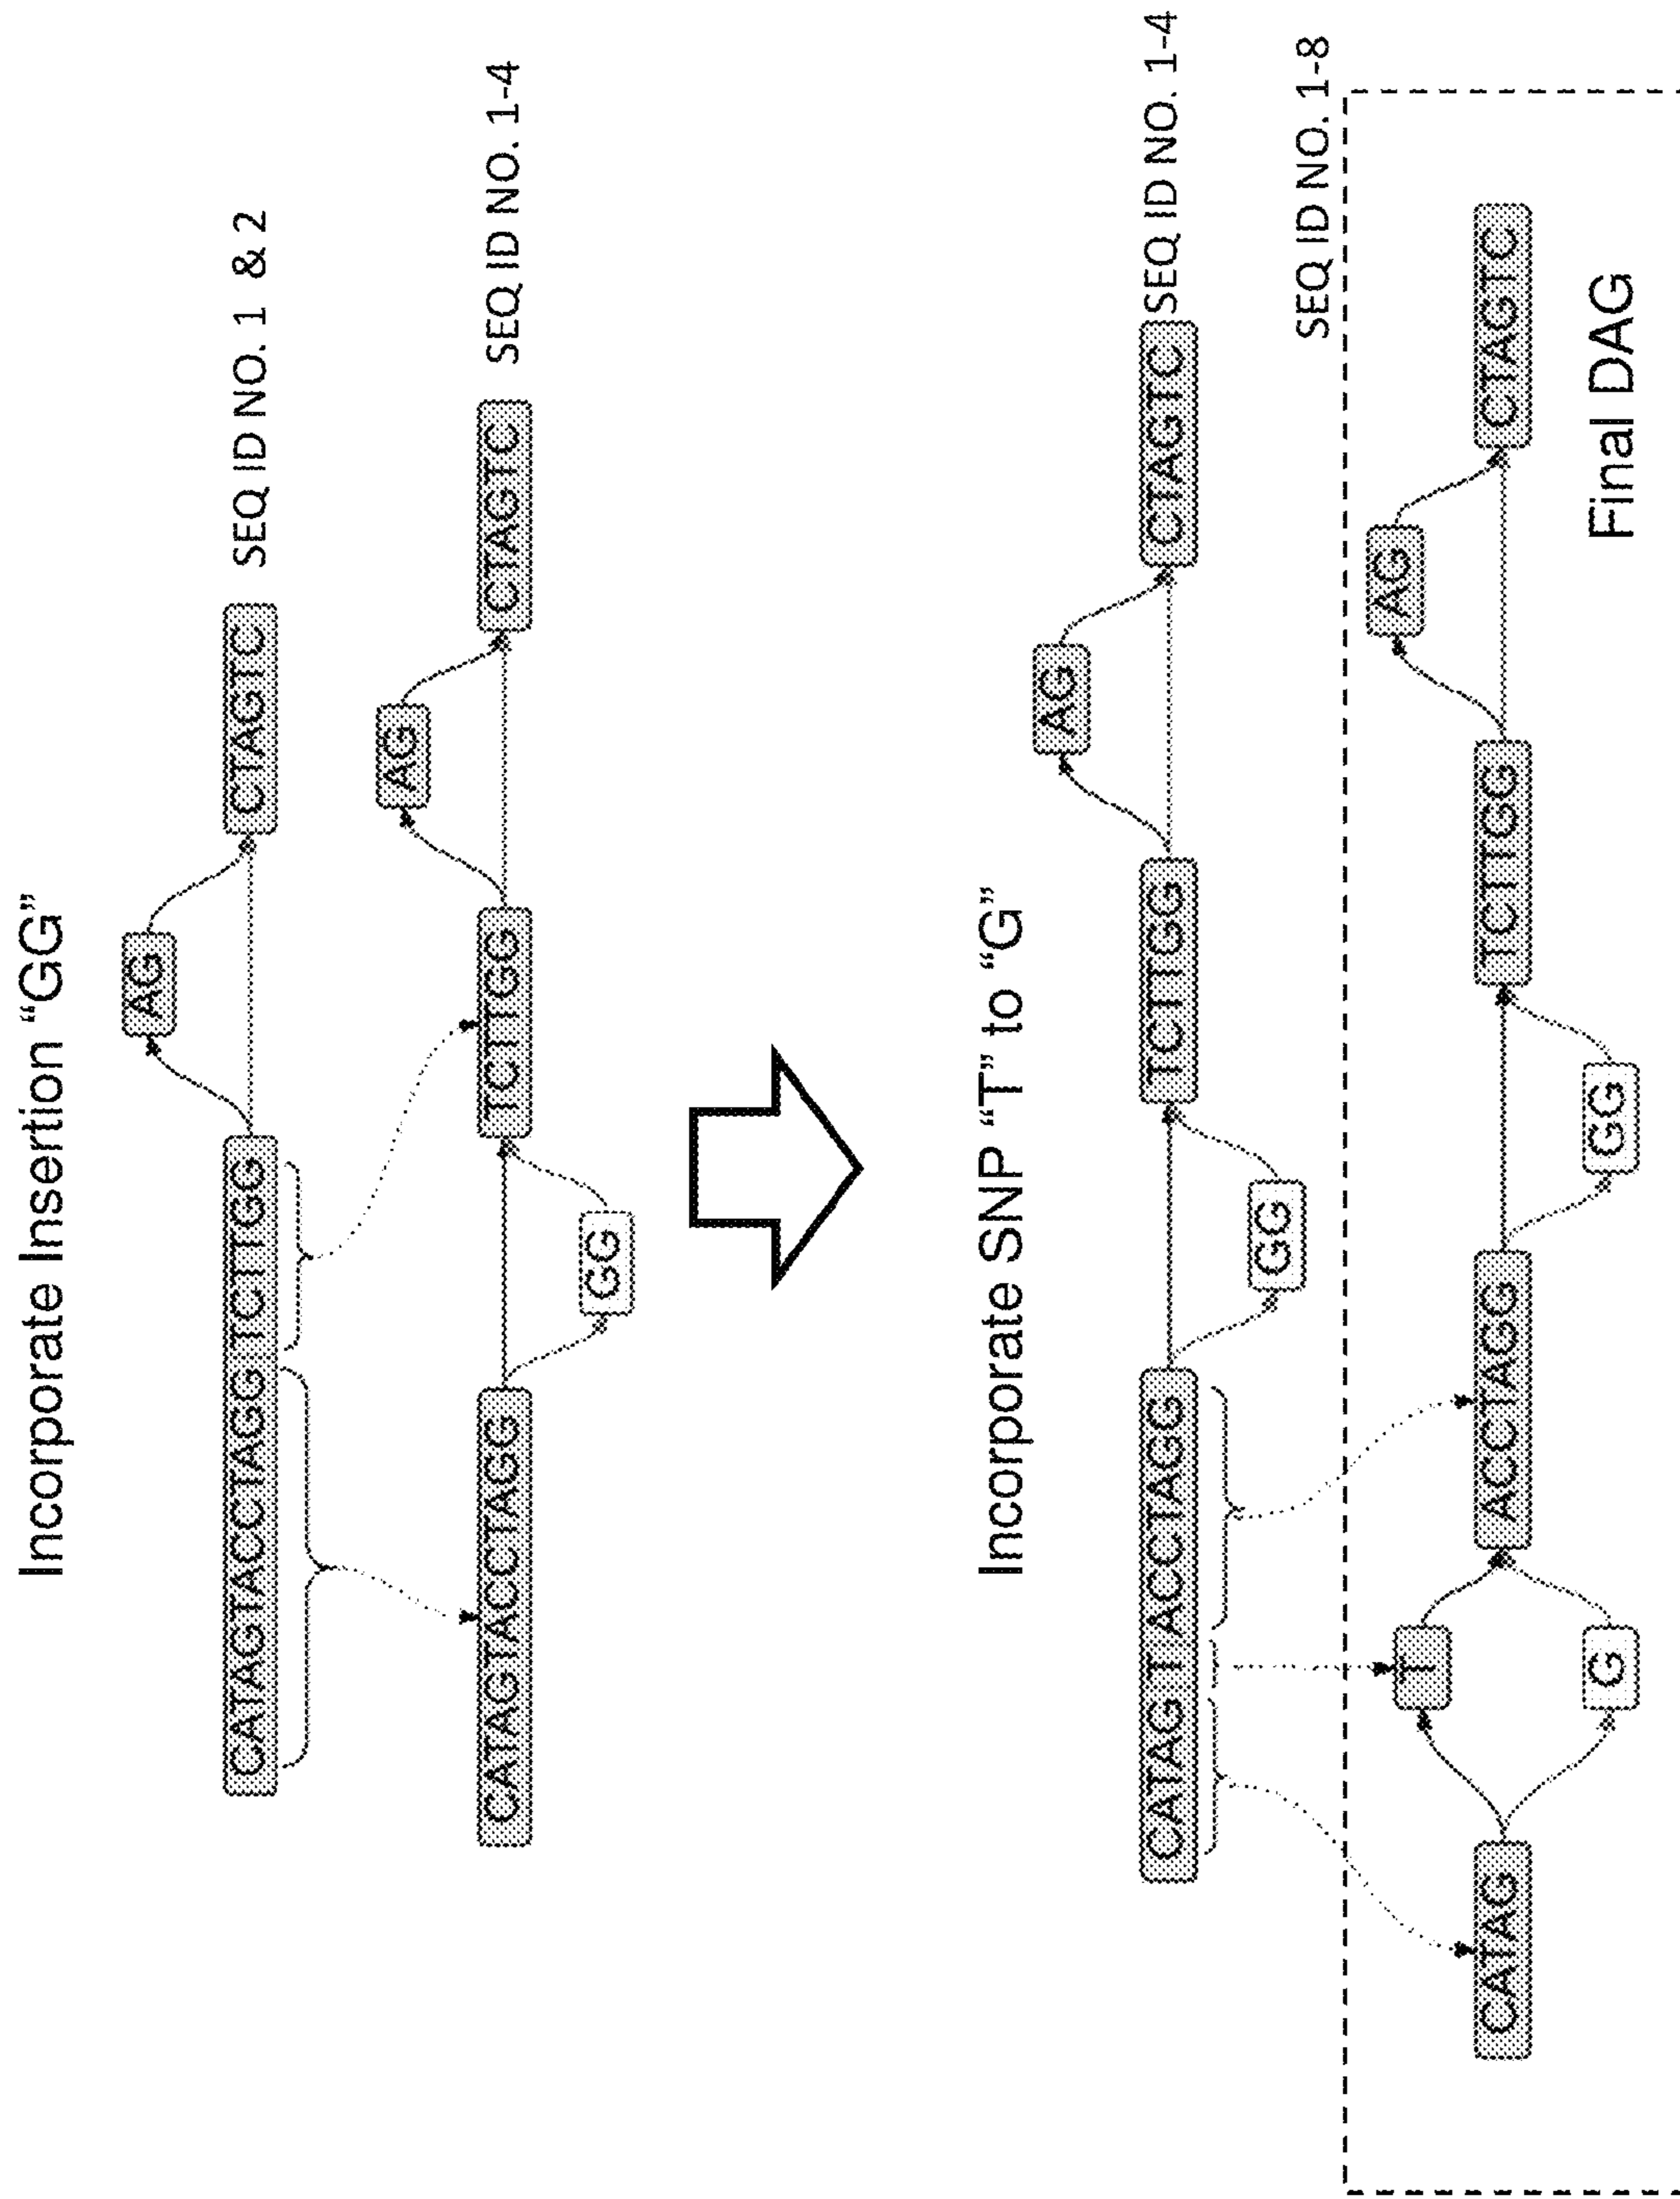 Incorporate Insertion “GG”
AG
CATAGTACCTAGG TCTTGG
CTAGTC
SEQ ID NO. 1 & 2
AG
CATAGTACCTAGG
TCTTGG
CTAGTC
SEQ ID NO. 1-4
GG
Incorporate SNP “T” to “G”
AG
CATAG T ACCTAGG
TCTTGG
CTAGTC
SEQ ID NO. 1-4
GG
SEQ ID NO. 1-8
T
AG
CATAG
ACCTAGG
TCTTGG
CTAGTC
G
GG
Final DAG